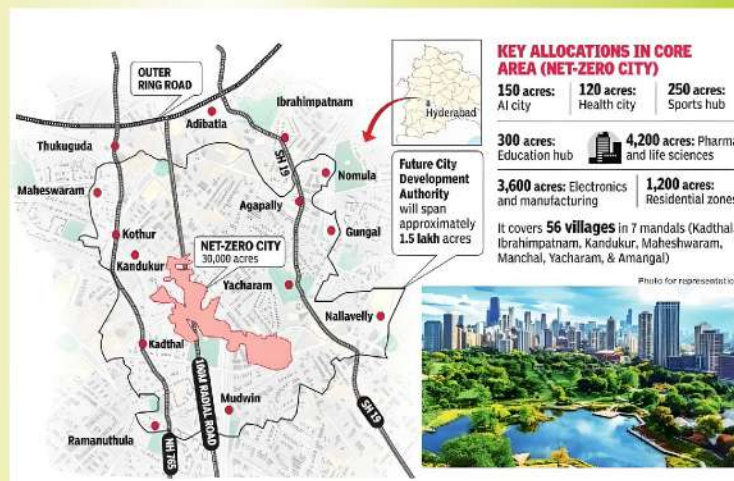 OUTER
RING ROAD
Adibatla
Ibrahimpatnam
Thukuguda
Maheswaram
SH 19
Nomula
Agapally
Kothur
Kandukur
NET-ZERO CITY
30,000 acres
Gungal
Yacharam
Nallavelly
Kadthal
100M RADIAL ROAD
Mudwin
SH 19
Ramanuthula
NH 765
Hyderabad
Future City
Development
Authority
will span
approximately
1.5 lakh acres
KEY ALLOCATIONS IN CORE
AREA (NET-ZERO CITY)
150 acres:
AI city
120 acres:
Health city
250 acres:
Sports hub
300 acres:
Education hub
4,200 acres: Pharma
and life sciences
3,600 acres: Electronics
and manufacturing
1,200 acres:
Residential zones
It covers 56 villages in 7 mandals (Kadthal,
Ibrahimpatnam, Kandukur, Maheshwaram,
Manchal, Yacharam, & Amangal)
Photo for representation